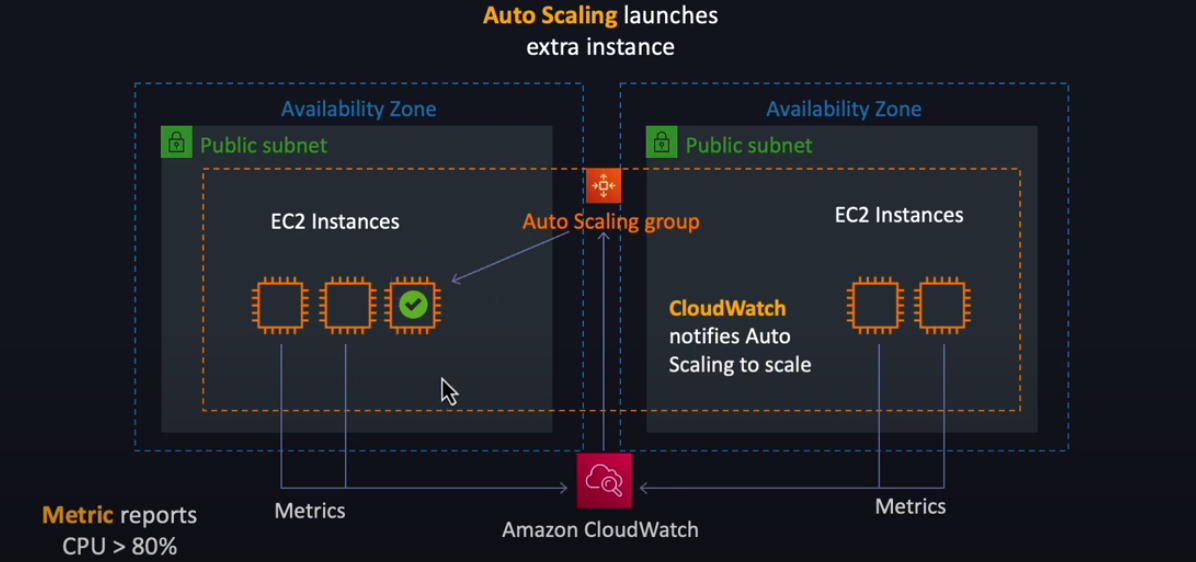 Auto Scaling launches
extra instance
Availability Zone
Availability Zone
Public subnet
Public subnet
EC2 Instances
Auto Scaling group
EC2 Instances
CloudWatch
notifies Auto
Scaling to scale
Metric reports
CPU > 80%
Metrics
Amazon CloudWatch
Metrics